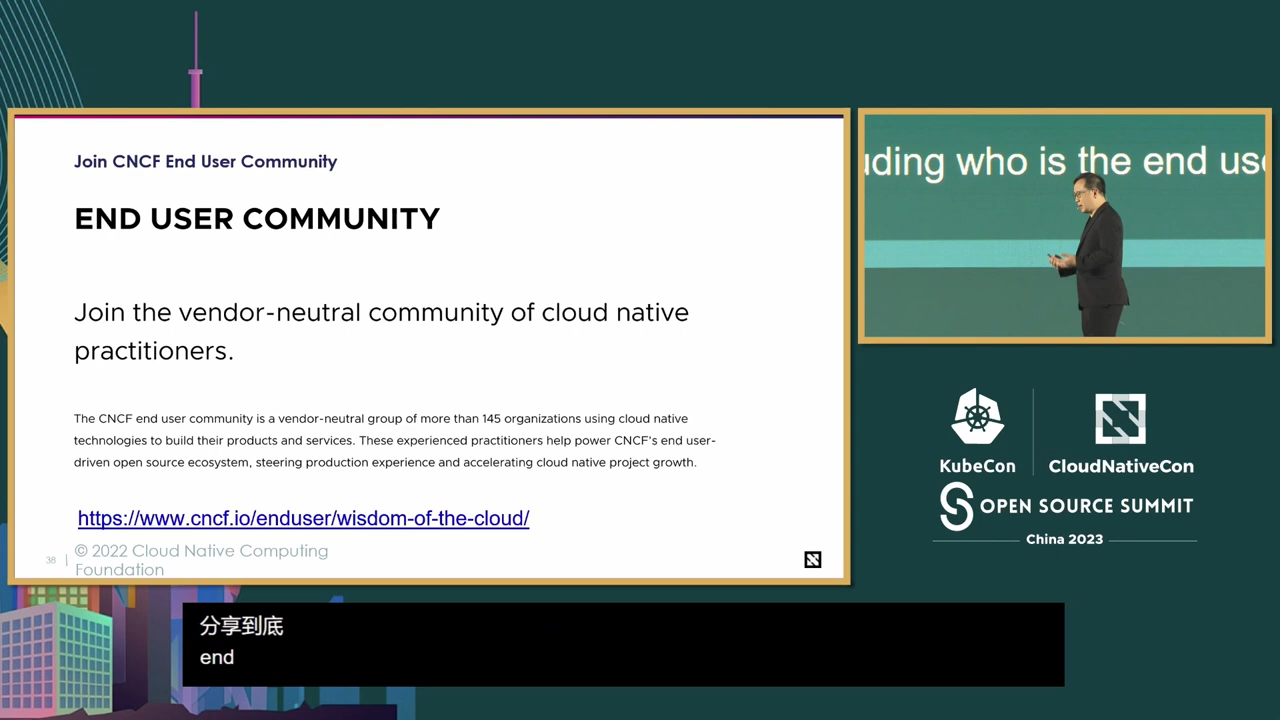 Join CNCF End User Community
END USER COMMUNITY
Join the vendor-neutral community of cloud native
practitioners.
The CNCF end user community is a vendor-neutral group of more than 145 organizations using cloud native
technologies to build their products and services. These experienced practitioners help power CNCF's end user-
driven open source ecosystem, steering production experience and accelerating cloud native project growth.
https://www.cncf.io/enduser/wisdom-of-the-cloud/
38 | © 2022 Cloud Native Computing
Foundation
who is the end
KubeCon
CloudNativeCon
OPEN SOURCE SUMMIT
China 2023
分享到底
end